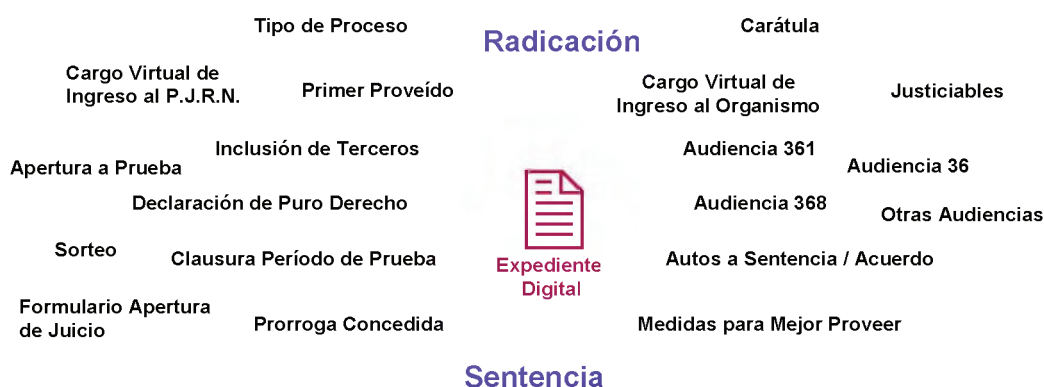 Tipo de Proceso
Radicación
Carátula
Cargo Virtual de
Ingreso al P.J.R.N.
Primer Proveído
Cargo Virtual de
Ingreso al Organismo
Justiciables
Inclusión de Terceros
Audiencia 361
Apertura a Prueba
Audiencia 36
Declaración de Puro Derecho
Audiencia 368
Otras Audiencias
Sorteo
Clausura Período de Prueba
Expediente
Digital
Autos a Sentencia / Acuerdo
Formulario Apertura
de Juicio
Prorroga Concedida
Medidas para Mejor Proveer
Sentencia